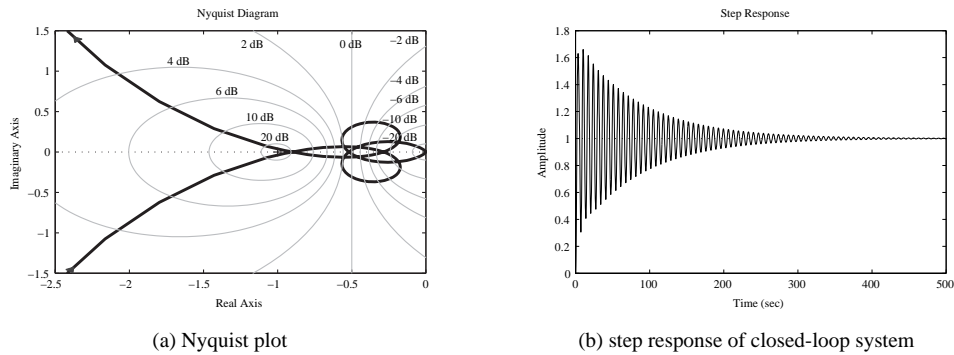 Nyquist Diagram
1.5
1
0.5
0
−0.5
−1
−1.5
Imaginary Axis
2 dB
0 dB
−2 dB
4 dB
−4 dB
6 dB
−6 dB
10 dB
−10 dB
20 dB
−20 dB
−2.5
−2
−1.5
−1
−0.5
0
Real Axis
(a) Nyquist plot
Step Response
1.8
1.6
1.4
1.2
1
0.8
0.6
0.4
0.2
0
Amplitude
0
100
200
300
400
500
Time (sec)
(b) step response of closed-loop system